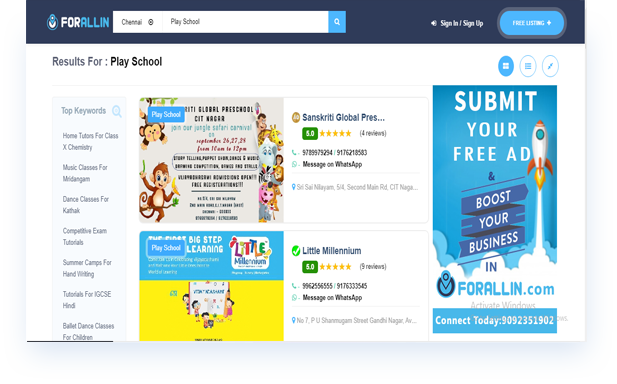 FORALLIN
Chennai
Play School
Sign In / Sign Up
FREE LISTING +
Results For : Play School
Top Keywords
Home Tutors For Class
X Chemistry
Music Classes For
Mridangam
Dance Classes For
Kathak
Competitive Exam
Tutorials
Summer Camps For
Hand Writing
Tutorials For IGCSE
Hindi
Ballet Dance Classes
For Children
Play School
RITI GLOBAL PRESCHOOL
CIT NAGAR
join our jungle safari carnival
on
september 26,27,28
from 10am to 12pm
STORY TELLING, PUPPET SHOW, DANCE & MUSIC
DRAWING COMPETITION, GAMES AND STALLS
VIJAYADASHAMI ADMISSIONS OPEN!!!
FREE REGISTRATIONS!!!
Sanskriti Global Pres...
5.0 (4 reviews)
9789975294 / 9176218583
Message on WhatsApp
Sri Sai Nilayam, 5/4, Second Main Rd, CIT Naga...
Play School
FIRST BIG STEP
LEARNING
LITTLE
Millennium
Little Millennium
5.0 (9 reviews)
9962556555 / 9176333545
Message on WhatsApp
No 7, P U Shanmugam Street Gandhi Nagar, Av...
SUBMIT
YOUR
FREE AD
&
BOOST
YOUR
BUSINESS
IN
FORALLIN.com
Activate Windows
Connect Today:9092351902